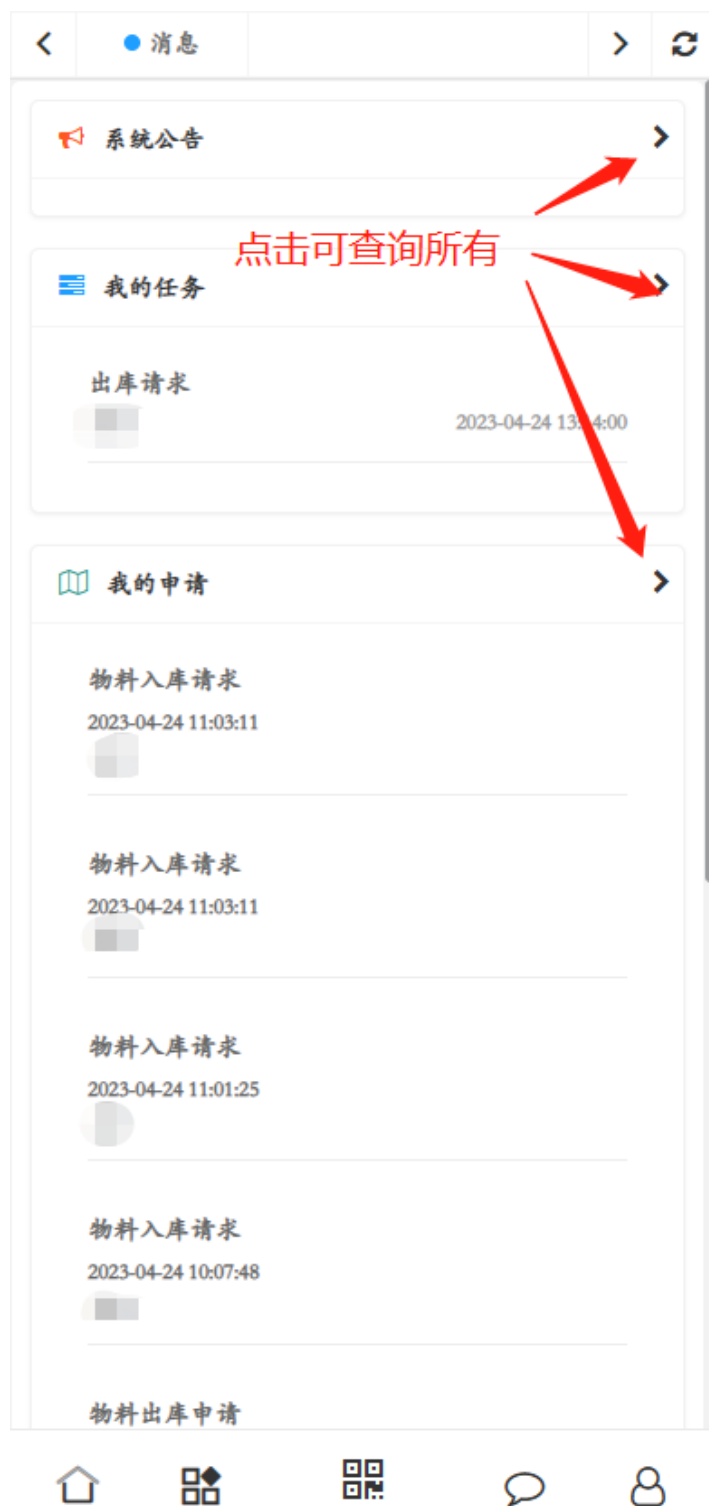 消息
系统公告
点击可查询所有
我的任务
出库请求
2023-04-24 13: 4:00
我的申请
物料入库请求
2023-04-24 11:03:11
物料入库请求
2023-04-24 11:03:11
物料入库请求
2023-04-24 11:01:25
物料入库请求
2023-04-24 10:07:48
物料出库申请